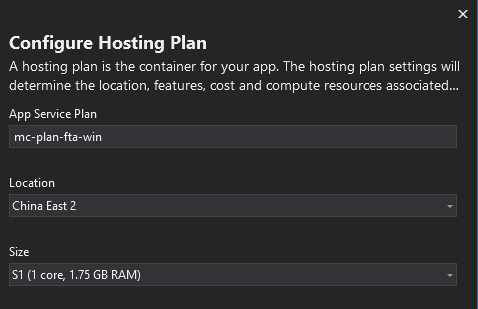 Configure Hosting Plan
A hosting plan is the container for your app. The hosting plan settings will
determine the location, features, cost and compute resources associated...
App Service Plan
mc-plan-fta-win
Location
China East 2
Size
S1 (1 core, 1.75 GB RAM)